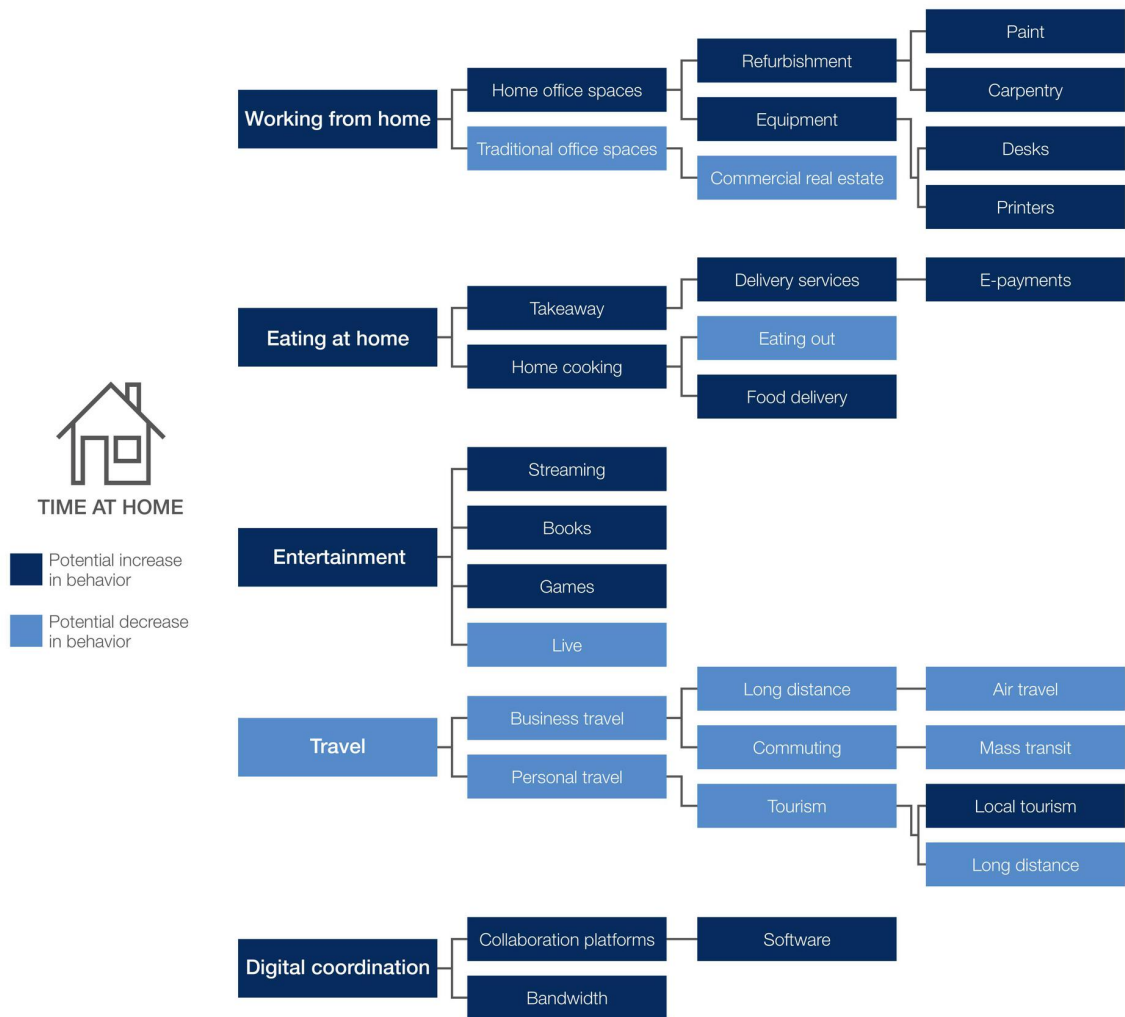 Working from home
Home office spaces
Traditional office spaces
Refurbishment
Equipment
Commercial real estate
Paint
Carpentry
Desks
Printers
Eating at home
Takeaway
Home cooking
Delivery services
Eating out
Food delivery
E-payments
TIME AT HOME
Potential increase
in behavior
Potential decrease
in behavior
Entertainment
Streaming
Books
Games
Live
Travel
Business travel
Personal travel
Long distance
Commuting
Tourism
Air travel
Mass transit
Local tourism
Long distance
Digital coordination
Collaboration platforms
Bandwidth
Software